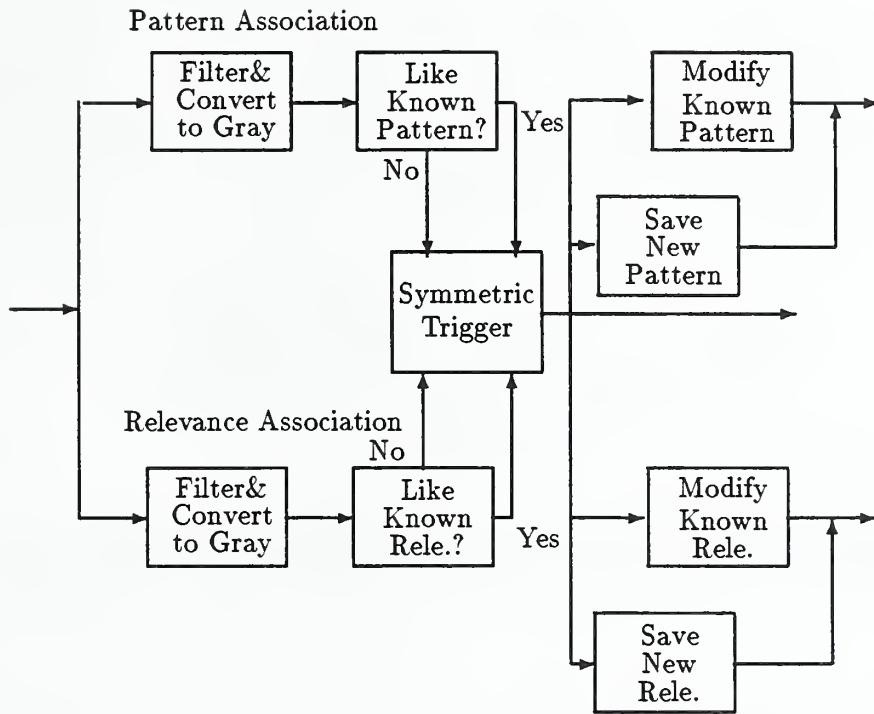 Pattern Association
Filter&
Convert
to Gray
Like
Known
Pattern?
Yes
No
Modify
Known
Pattern
Save
New
Pattern
Symmetric
Trigger
Relevance Association
No
Filter&
Convert
to Gray
Like
Known
Rele.?
Yes
Modify
Known
Rele.
Save
New
Rele.